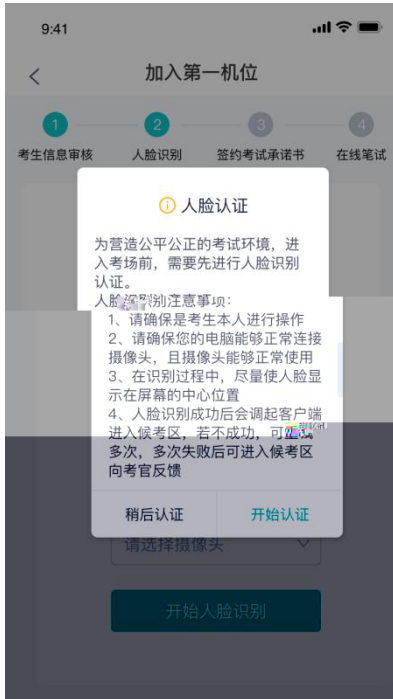 9:41
加入第一机位
1
2
3
4
考生信息审核
人脸识别
签约考试承诺书
在线笔试
人脸认证
为营造公平公正的考试环境，进
入考场前，需要先进行人脸识别
认证。
人脸识别注意事项：
1、请确保是考生本人进行操作
2、请确保您的电脑能够正常连接
摄像头，且摄像头能够正常使用
3、在识别过程中，尽量使人脸显
示在屏幕的中心位置
4、人脸识别成功后会调起客户端
进入候考区，若不成功，可
多次，多次失败后可进入候考区
向考官反馈
稍后认证
开始认证
请选择摄像头
开始人脸识别